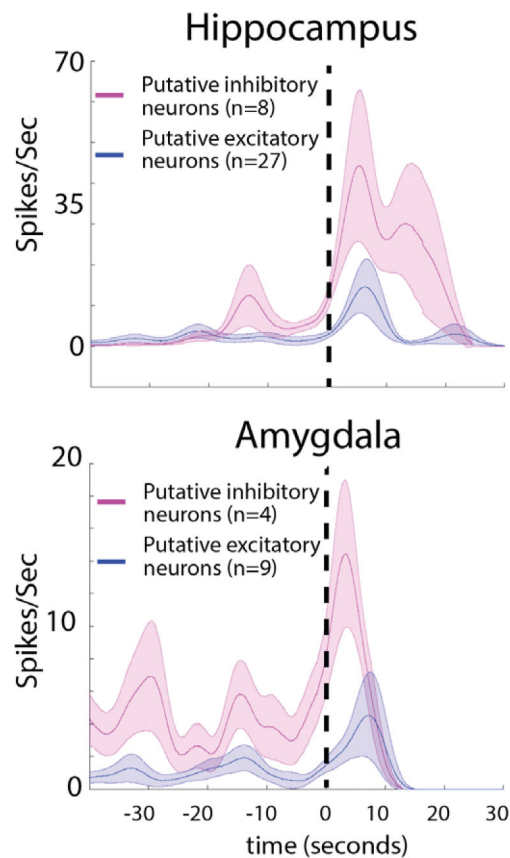 Hippocampus
70
Putative inhibitory
neurons (n=8)
Putative excitatory
neurons (n=27)
Spikes/Sec
35
0
Amygdala
20
Putative inhibitory
neurons (n=4)
Putative excitatory
neurons (n=9)
Spikes/Sec
10
0
-30 -20 -10 0 10 20 30
time (seconds)